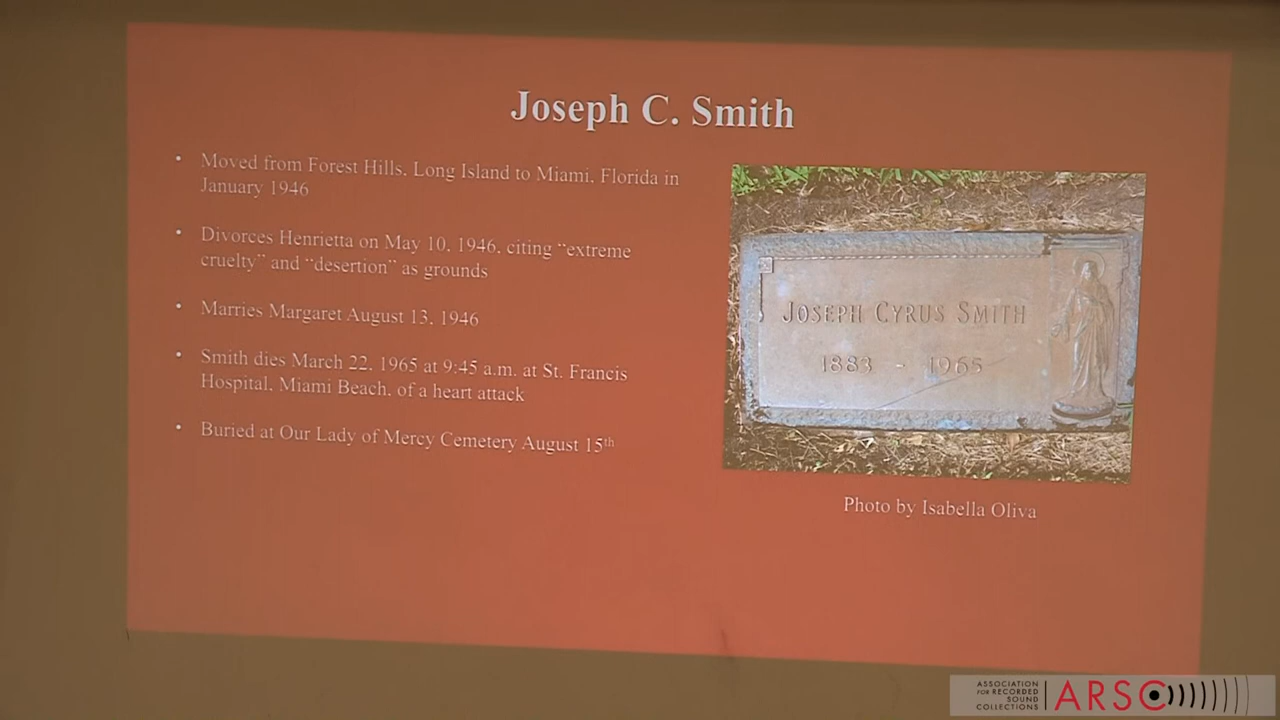 Joseph C. Smith
• Moved from Forest Hills, Long Island to Miami, Florida in
January 1946
• Divorces Henrietta on May 10, 1946, citing “extreme
cruelty” and “desertion” as grounds
• Marries Margaret August 13, 1946
• Smith dies March 22, 1965 at 9:45 a.m. at St. Francis
Hospital, Miami Beach, of a heart attack
• Buried at Our Lady of Mercy Cemetery August 15th
JOSEPH CYRUS SMITH
1883 - 1965
Photo by Isabella Oliva
ASSOCIATION
FOR RECORDED
SOUND
COLLECTIONS
ARSC